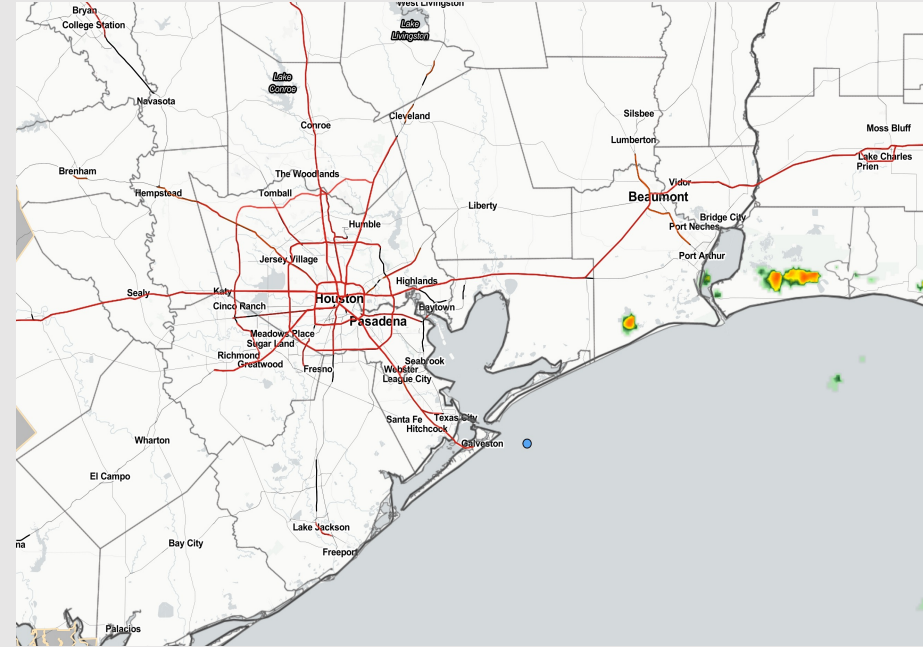 West Livingston
Bryan
College Station
Lake
Livingston
Lake
Conroe
Navasota
Cleveland
Silsbee
Conroe
Moss Bluff
Lumberton
Lake Charles
Prien
Brenham
The Woodlands
Vidor
Hempstead
Tomball
Beaumont
Liberty
Bridge City
Humble
Port Neches
Jersey Village
Port Arthur
Highlands
Sealy
Katy
Houston
Cinco Ranch
Baytown
Pasadena
Meadows Place
Sugar Land
Richmond
Greatwood
Seabrook
Fresno
Webster
League City
Santa Fe
Texas City
Hitchcock
Wharton
Galveston
El Campo
Lake Jackson
na
Bay City
Freeport
Palacios